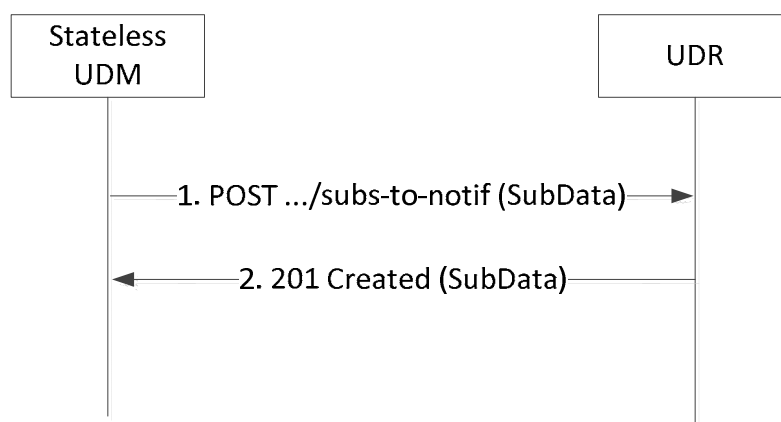 Stateless
UDM
UDR
1. POST .../subs-to-notif (SubData)
2. 201 Created (SubData)